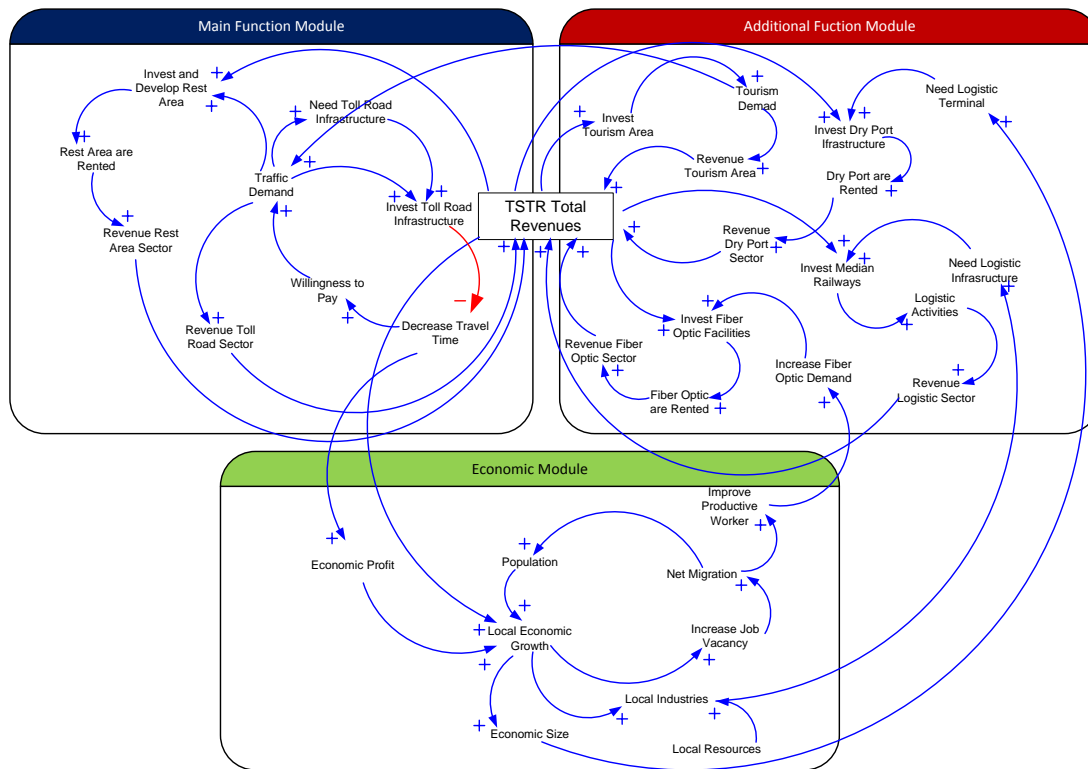 Main Function Module
Additional Fuction Module
Invest and
Develop Rest
Area
Need Toll Road
Infrastructure
Rest Area are
Rented
Traffic
Demand
Invest Toll Road
Infrastructure
Revenue Rest
Area Sector
Willingness to
Pay
Revenue Toll
Road Sector
Decrease Travel
Time
TSTR Total
Revenues
Tourism
Demad
Invest
Tourism Area
Revenue
Tourism Area
Need Logistic
Terminal
Invest Dry Port
Ifrastructure
Dry Port are
Rented
Revenue
Dry Port
Sector
Invest Median
Railways
Need Logistic
Infrasructure
Logistic
Activities
Invest Fiber
Optic Facilities
Revenue Fiber
Optic Sector
Increase Fiber
Optic Demand
Fiber Optic
are Rented
Revenue
Logistic Sector
Economic Module
Improve
Productive
Worker
Economic Profit
Population
Net Migration
Local Economic
Growth
Increase Job
Vacancy
Local Industries
Economic Size
Local Resources